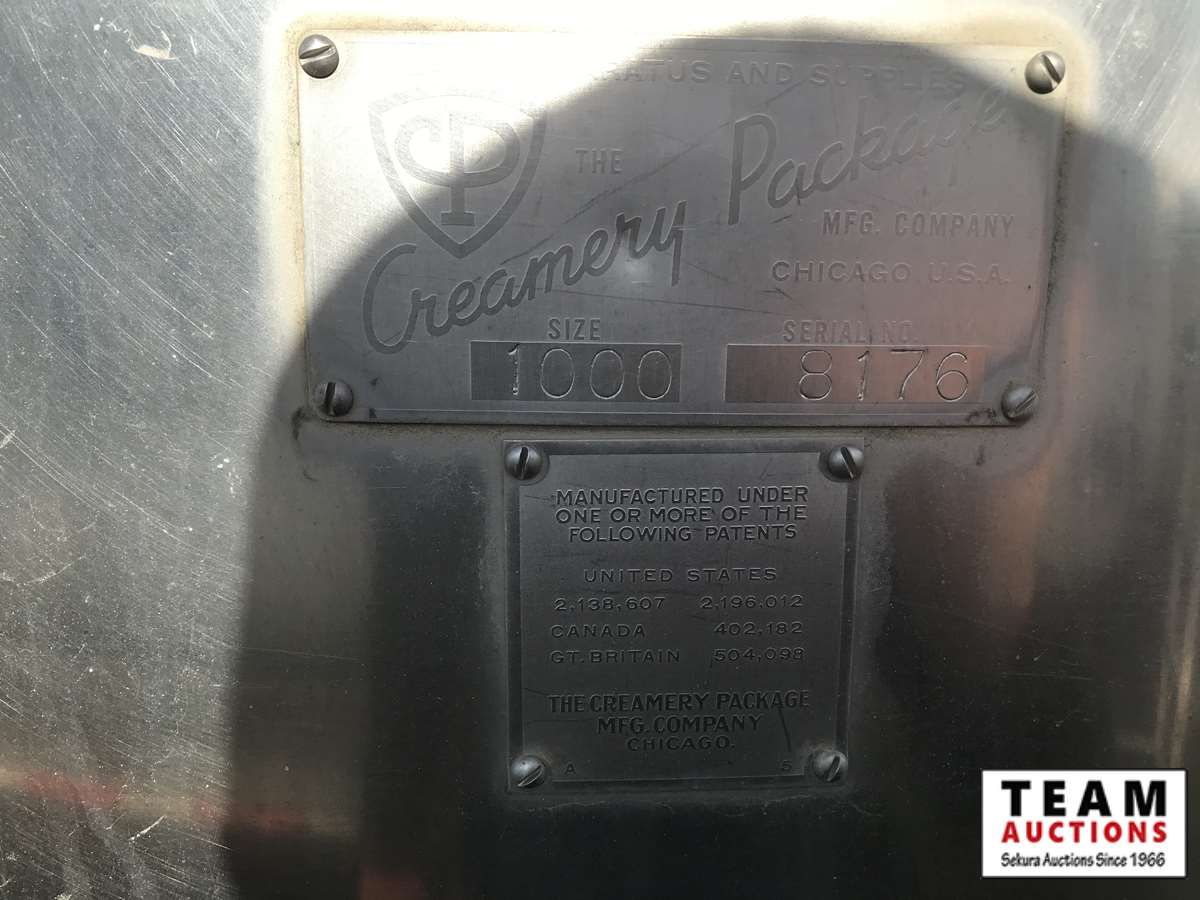 RATUS AND SUPPLIES
CP
THE
Creamery Package
MFG. COMPANY
CHICAGO U.S.A.
SIZE SERIAL NO.
1000 8176
MANUFACTURED UNDER
ONE OR MORE OF THE
FOLLOWING PATENTS
UNITED STATES
2,138,607 2,196,012
CANADA 402,182
GT. BRITAIN 504,098
THE CREAMERY PACKAGE
MFG. COMPANY
CHICAGO.
A 5
TEAM
AUCTIONS
Sekura Auctions Since 1966